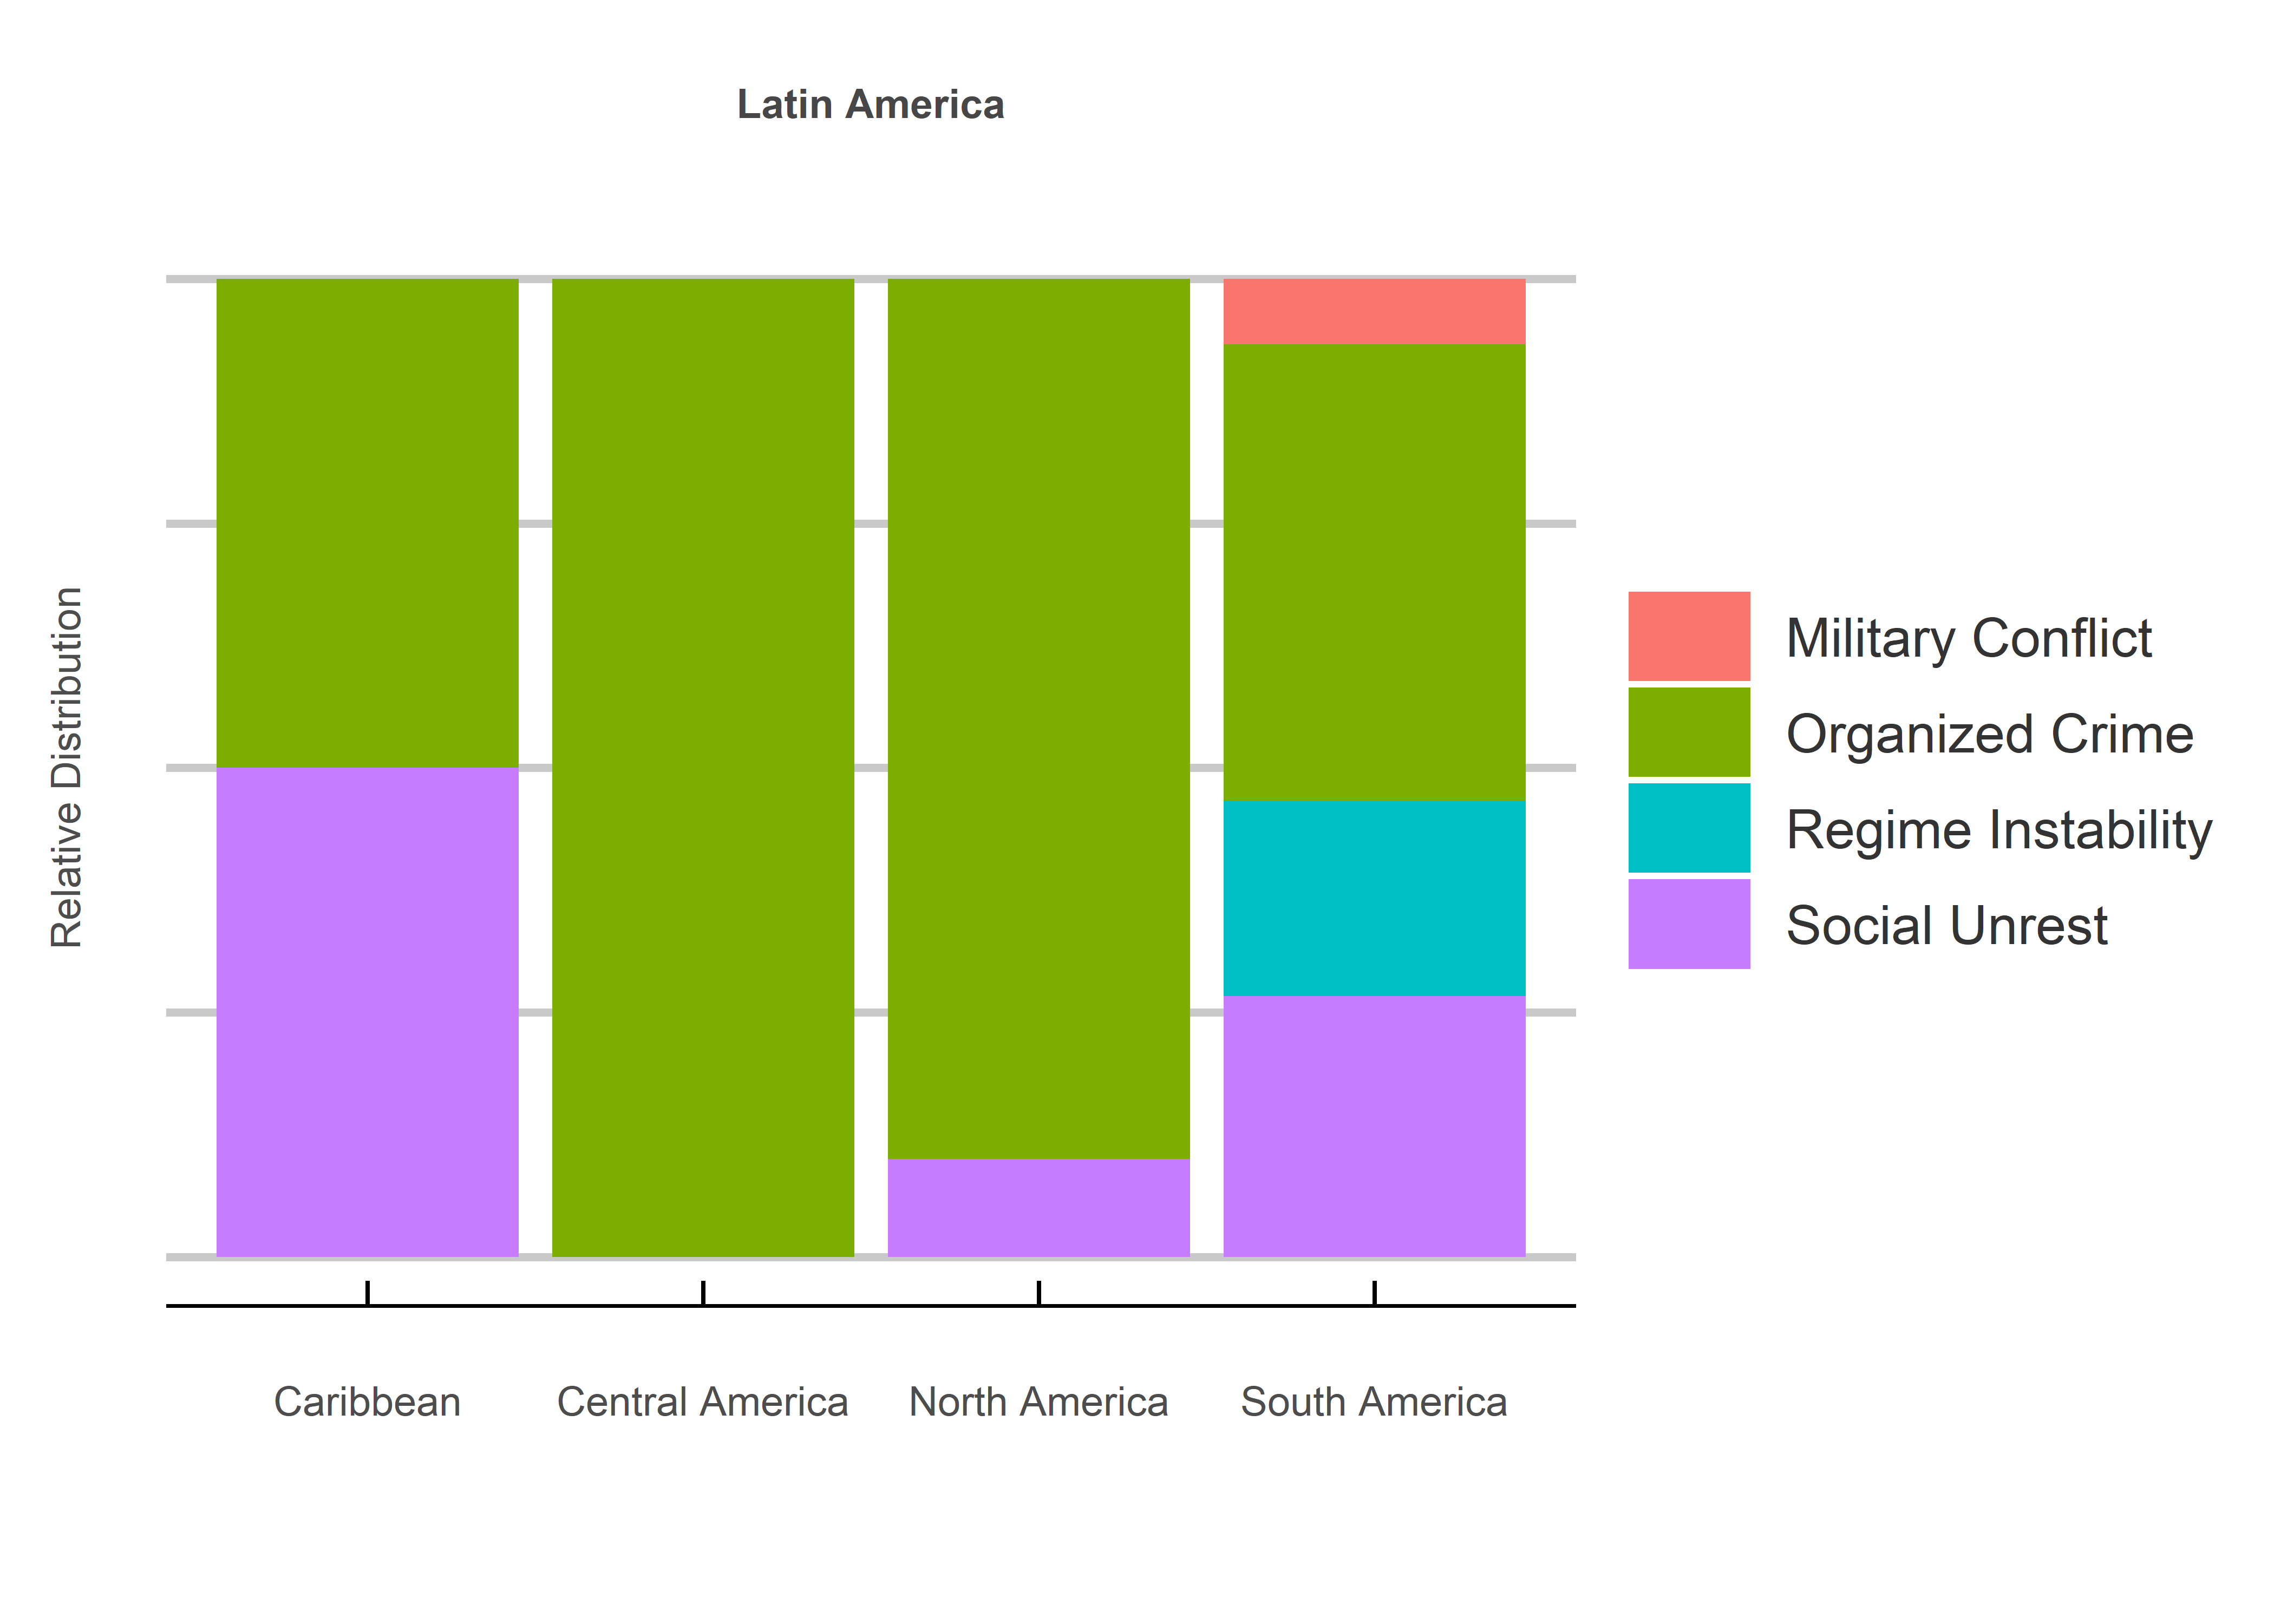 Latin America
Relative Distribution
Military Conflict
Organized Crime
Regime Instability
Social Unrest
Caribbean
Central America
North America
South America